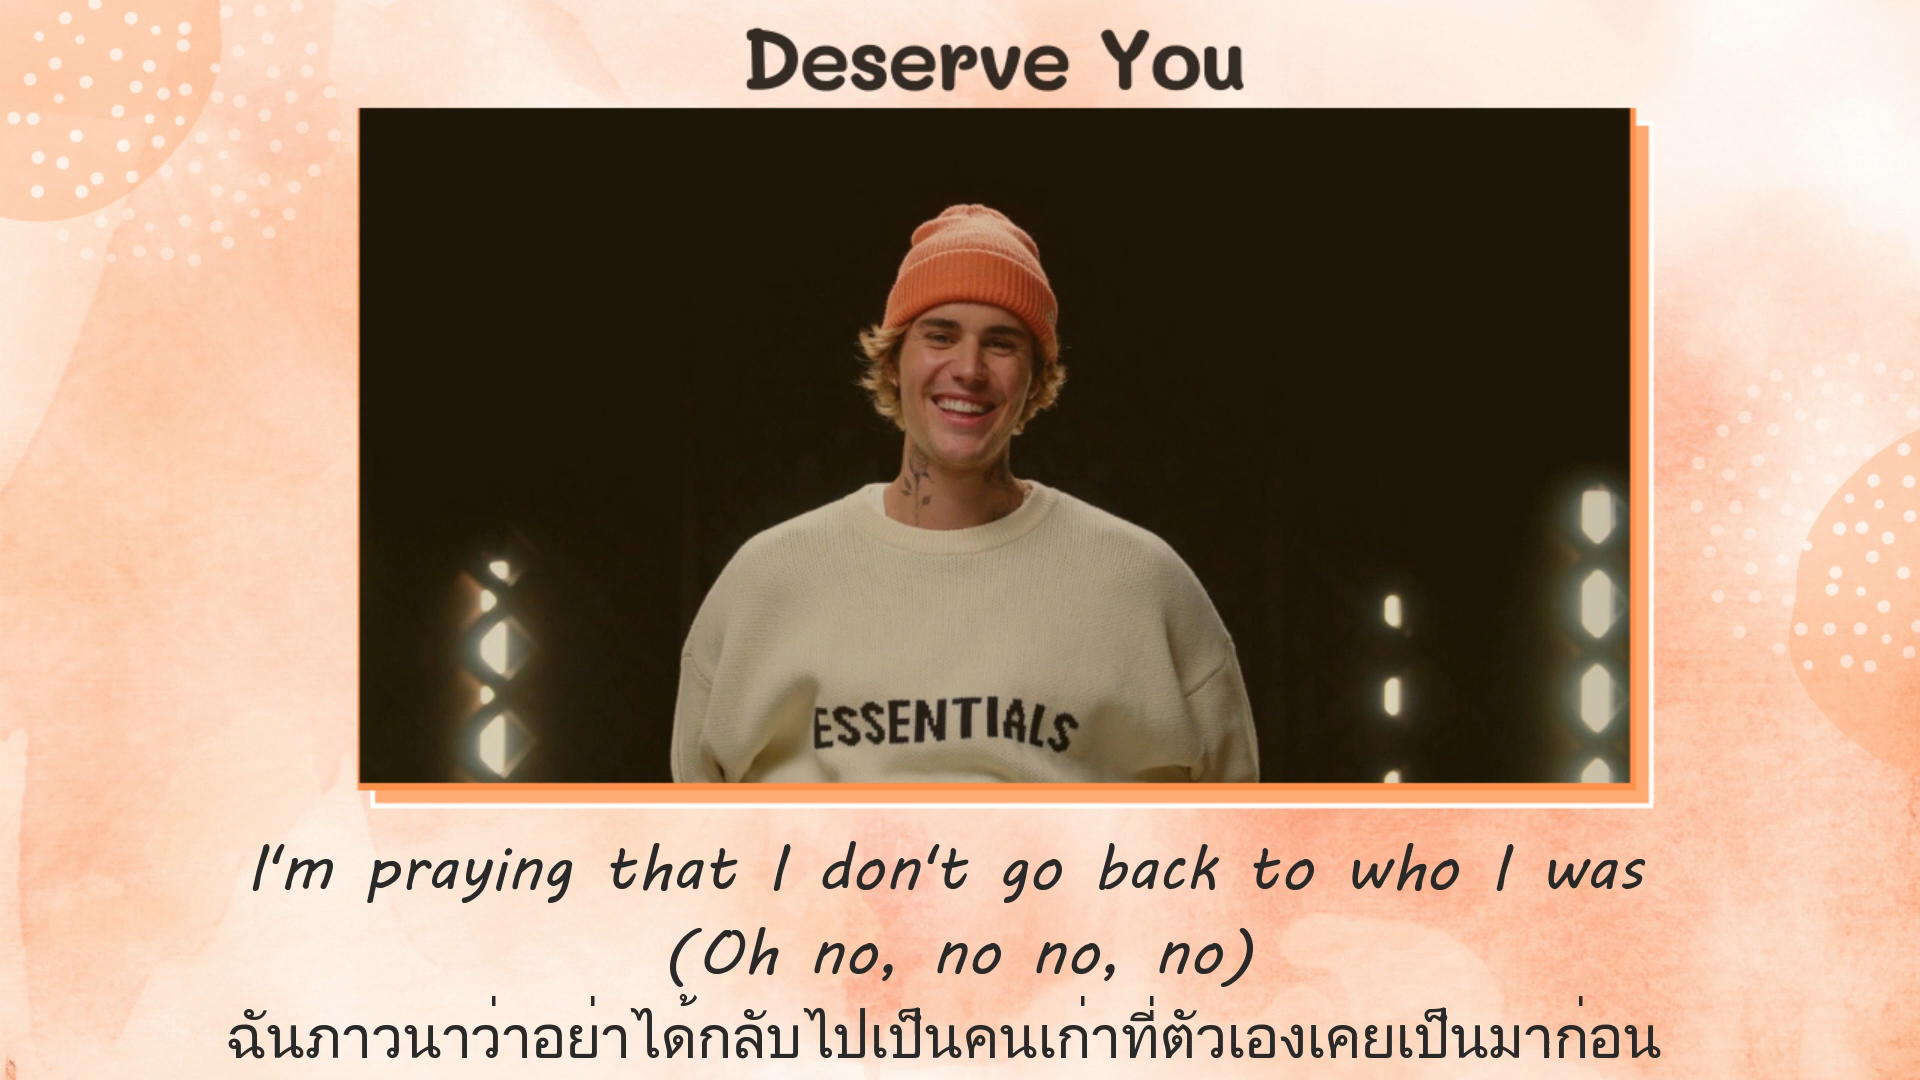 Deserve You
ESSENTIALS
I'm praying that I don't go back to who I was
(Oh no, no no, no)
ฉันภาวนาว่าอย่าได้กลับไปเป็นคนเก่าที่ตัวเองเคยเป็นมาก่อน